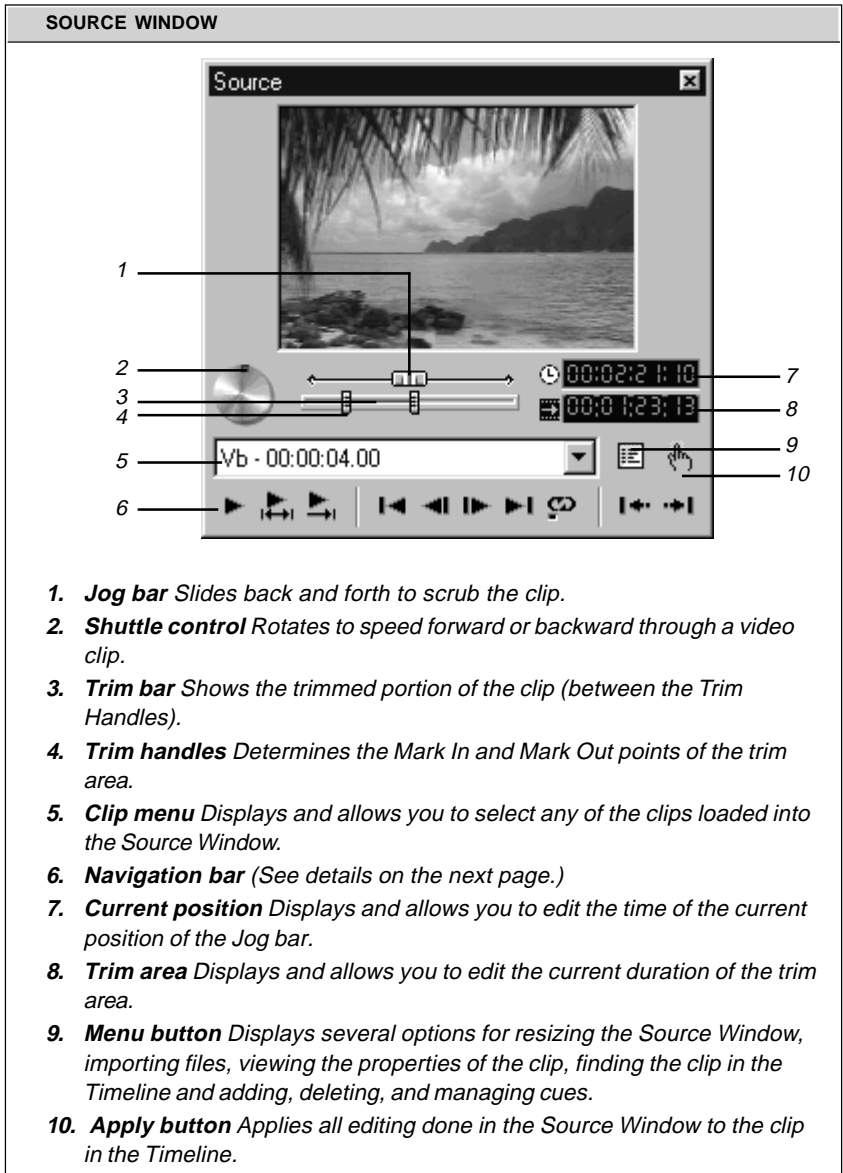 SOURCE WINDOW
Source
1
2
3
4
5
6
7
8
9
10
00:02:21:10
00:01:23:13
Vb - 00:00:04.00
1. Jog bar Slides back and forth to scrub the clip.
2. Shuttle control Rotates to speed forward or backward through a video
clip.
3. Trim bar Shows the trimmed portion of the clip (between the Trim
Handles).
4. Trim handles Determines the Mark In and Mark Out points of the trim
area.
5. Clip menu Displays and allows you to select any of the clips loaded into
the Source Window.
6. Navigation bar (See details on the next page.)
7. Current position Displays and allows you to edit the time of the current
position of the Jog bar.
8. Trim area Displays and allows you to edit the current duration of the trim
area.
9. Menu button Displays several options for resizing the Source Window,
importing files, viewing the properties of the clip, finding the clip in the
Timeline and adding, deleting, and managing cues.
10. Apply button Applies all editing done in the Source Window to the clip
in the Timeline.